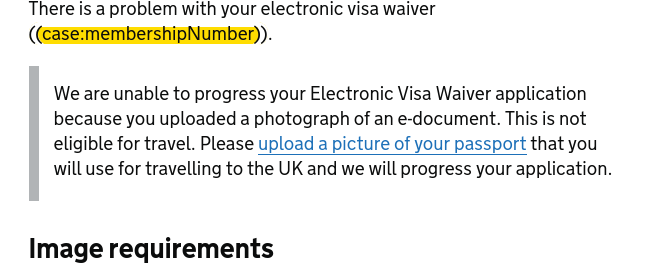 There is a problem with your electronic visa waiver
((case:membershipNumber)).
We are unable to progress your Electronic Visa Waiver application
because you uploaded a photograph of an e-document. This is not
eligible for travel. Please upload a picture of your passport that you
will use for travelling to the UK and we will progress your application.
Image requirements